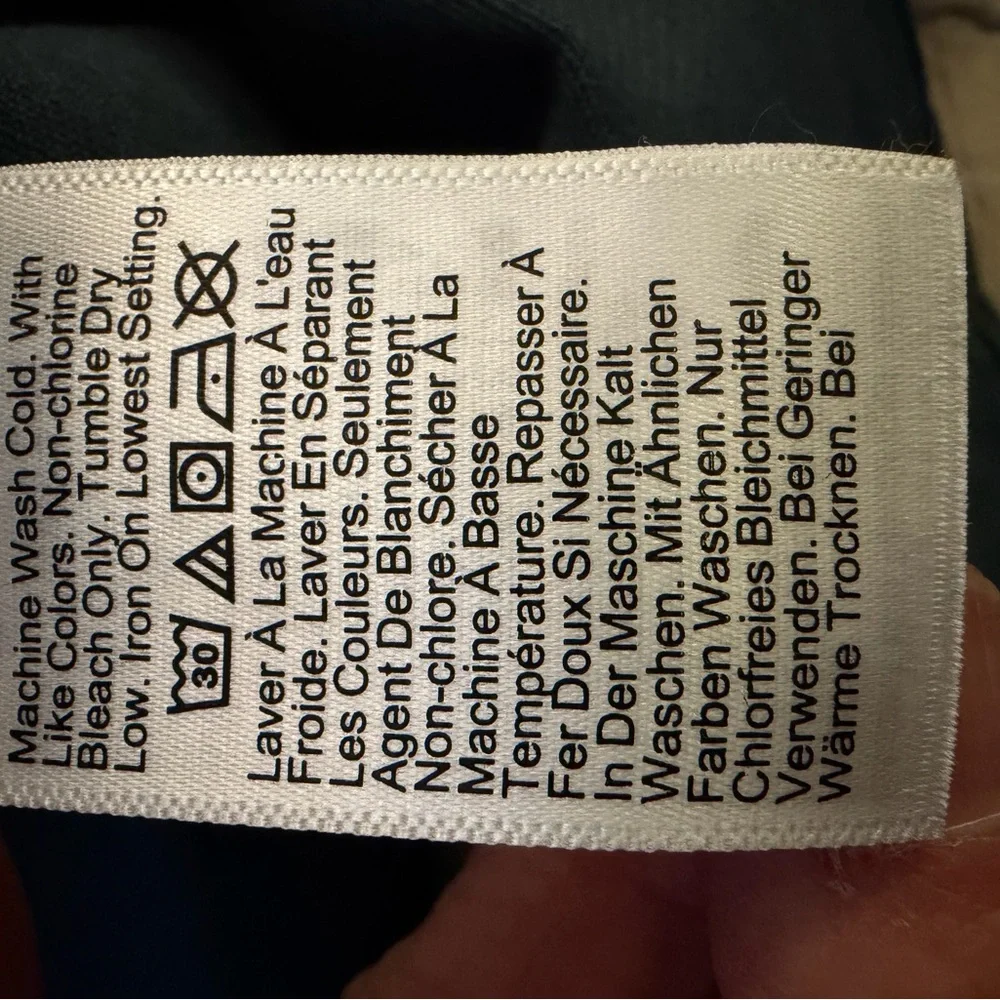 Machine Wash Cold. With
Like Colors. Non-chlorine
Bleach Only. Tumble Dry
Low. Iron On Lowest Setting.
30
Laver À La Machine À L'eau
Froide. Laver En Séparant
Les Couleurs. Seulement
Agent De Blanchiment
Non-chlore. Sécher À La
Machine À Basse
Température. Repasser À
Fer Doux Si Nécessaire.
In Der Maschine Kalt
Waschen. Mit Ähnlichen
Farben Waschen. Nur
Chlorfreies Bleichmittel
Verwenden. Bei Geringer
Wärme Trocknen. Bei